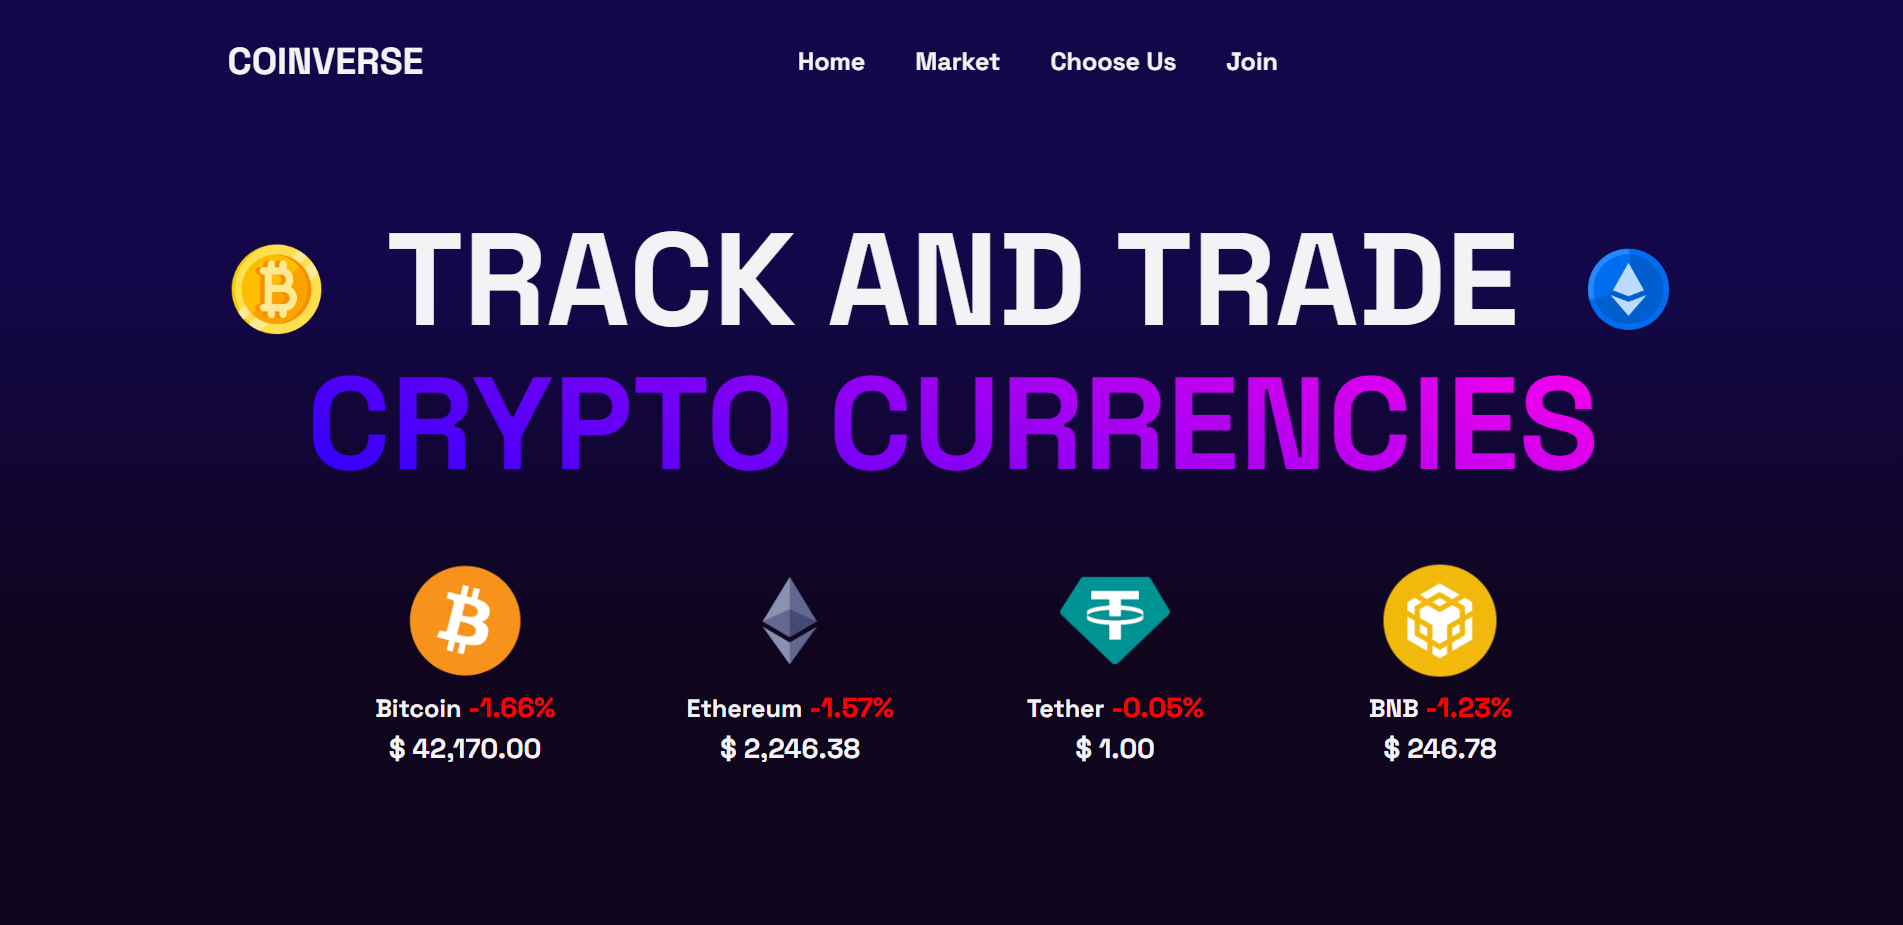 COINVERSE
Home Market Choose Us Join
TRACK AND TRADE
CRYPTO CURRENCIES
Bitcoin -1.66%
$ 42,170.00
Ethereum -1.57%
$ 2,246.38
Tether -0.05%
$ 1.00
BNB -1.23%
$ 246.78